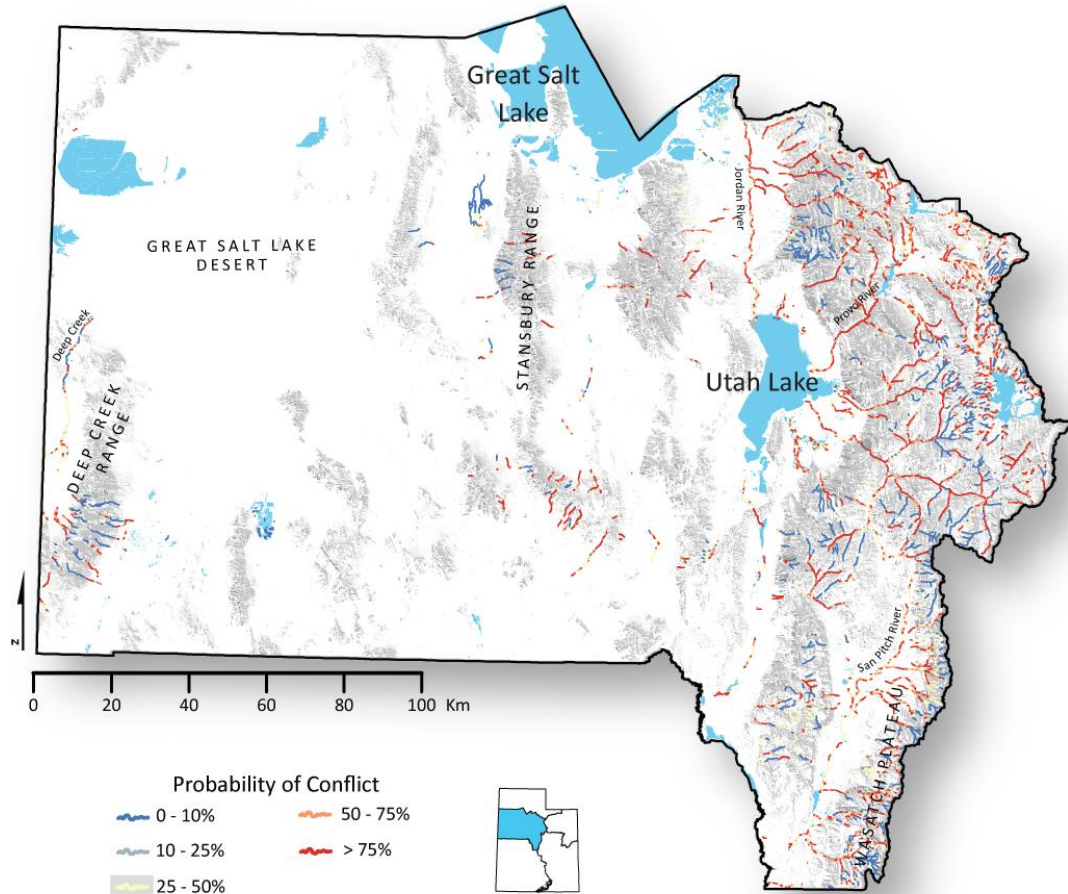 Great Salt
Lake
Jordan River
GREAT SALT LAKE
DESERT
STANSBURY RANGE
Provo River
Deep Creek
Utah Lake
DEEP CREEK
RANGE
San Pitch River
WASATCH PLATEAU
N
0 20 40 60 80 100 Km
Probability of Conflict
0 - 10%
10 - 25%
25 - 50%
50 - 75%
> 75%